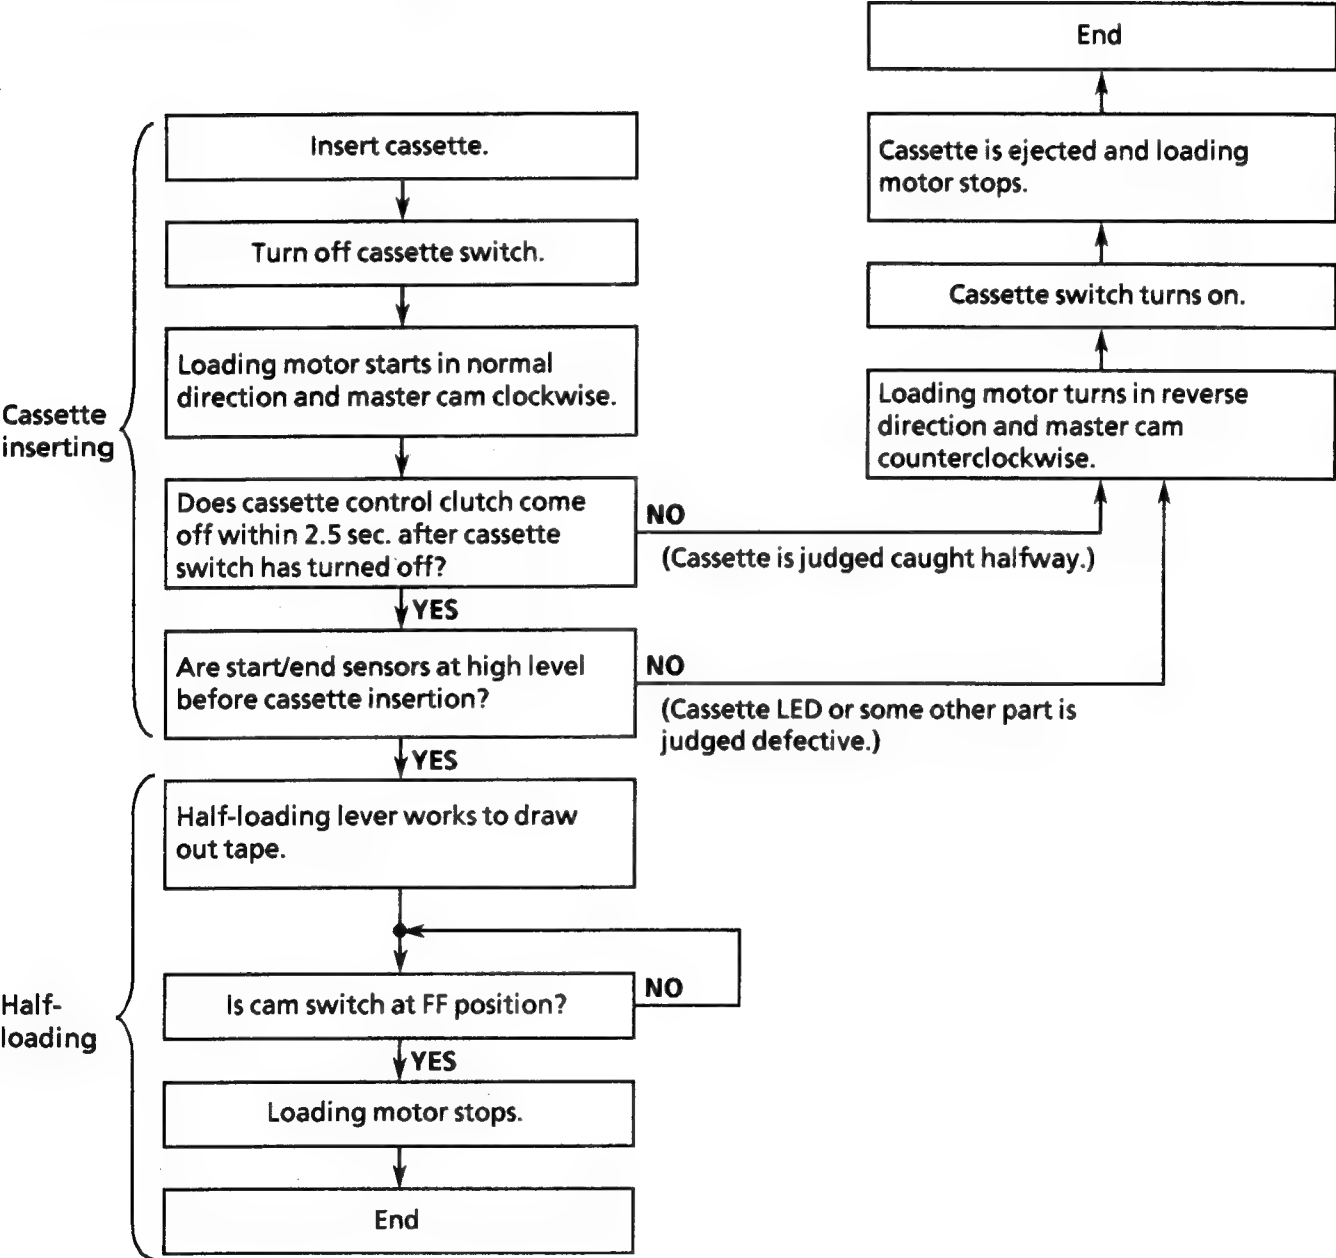 End
Cassette is ejected and loading
motor stops.
Cassette switch turns on.
Loading motor turns in reverse
direction and master cam
counterclockwise.
Cassette
inserting
Insert cassette.
Turn off cassette switch.
Loading motor starts in normal
direction and master cam clockwise.
Does cassette control clutch come
off within 2.5 sec. after cassette
switch has turned off?
NO
(Cassette is judged caught halfway.)
YES
Are start/end sensors at high level
before cassette insertion?
NO
(Cassette LED or some other part is
judged defective.)
YES
Half-
loading
Half-loading lever works to draw
out tape.
Is cam switch at FF position?
NO
YES
Loading motor stops.
End